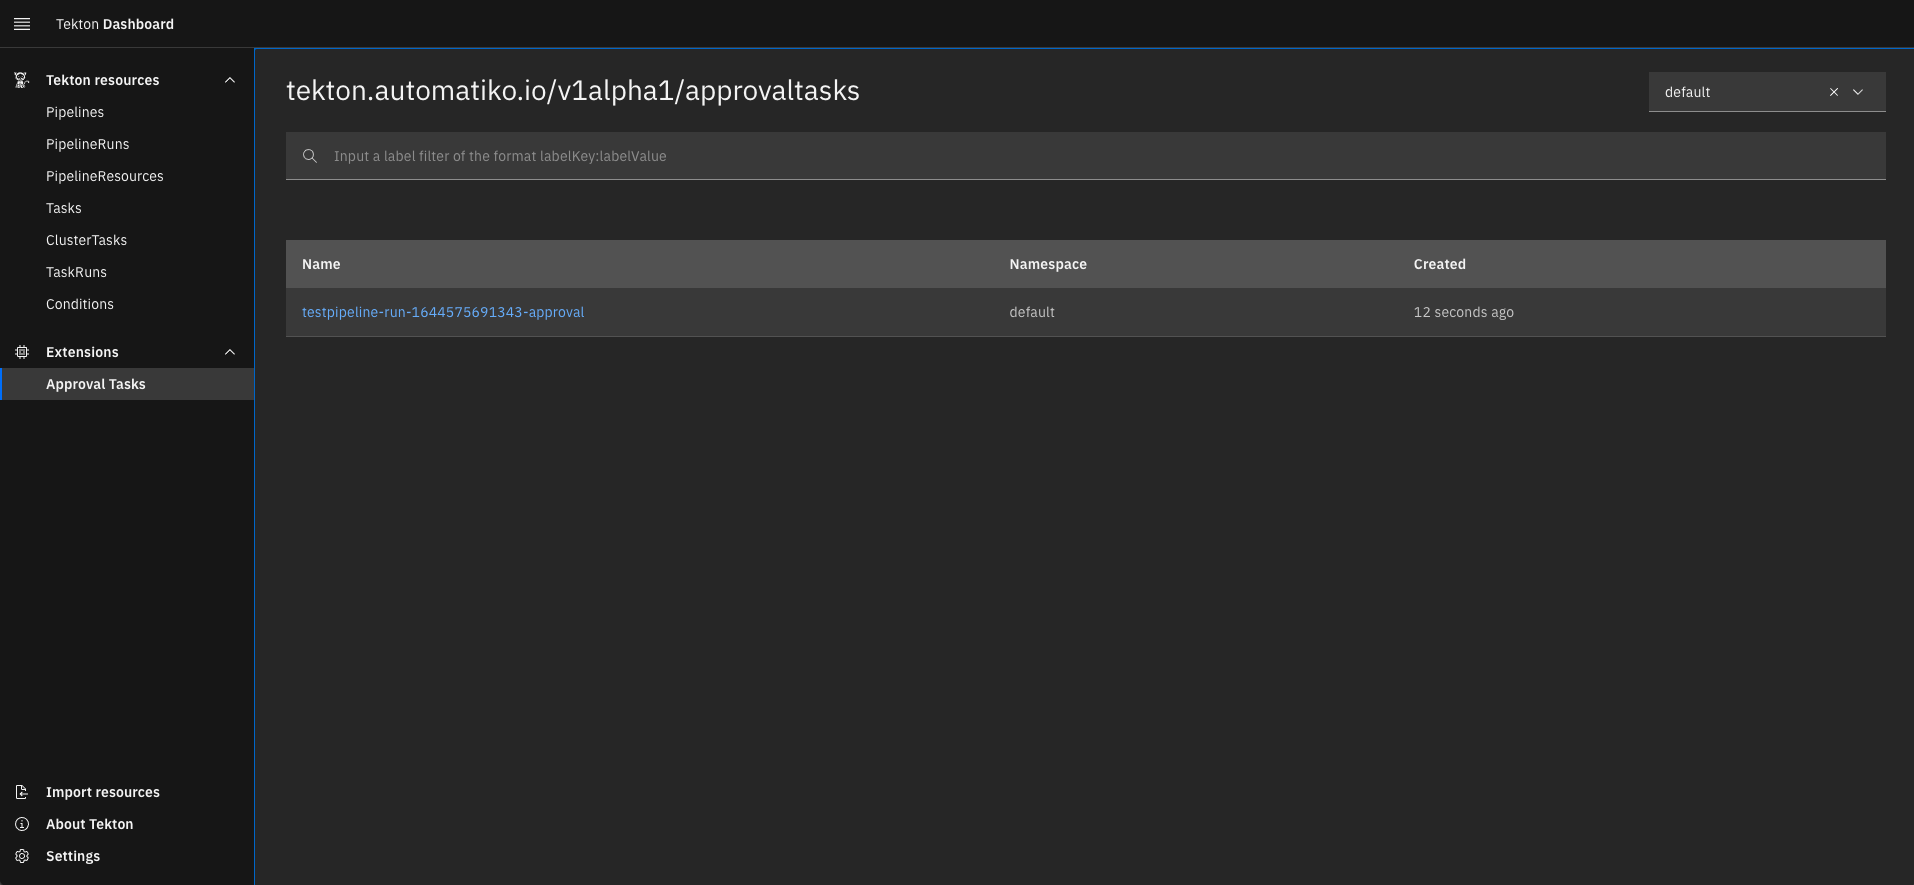 Tekton Dashboard
Tekton resources
Pipelines
PipelineRuns
PipelineResources
Tasks
ClusterTasks
TaskRuns
Conditions
Extensions
Approval Tasks
Import resources
About Tekton
Settings
tekton.automatiko.io/v1alpha1/approvaltasks
default
Input a label filter of the format labelKey:labelValue
Name Namespace Created
testpipeline-run-1644575691343-approval default 12 seconds ago